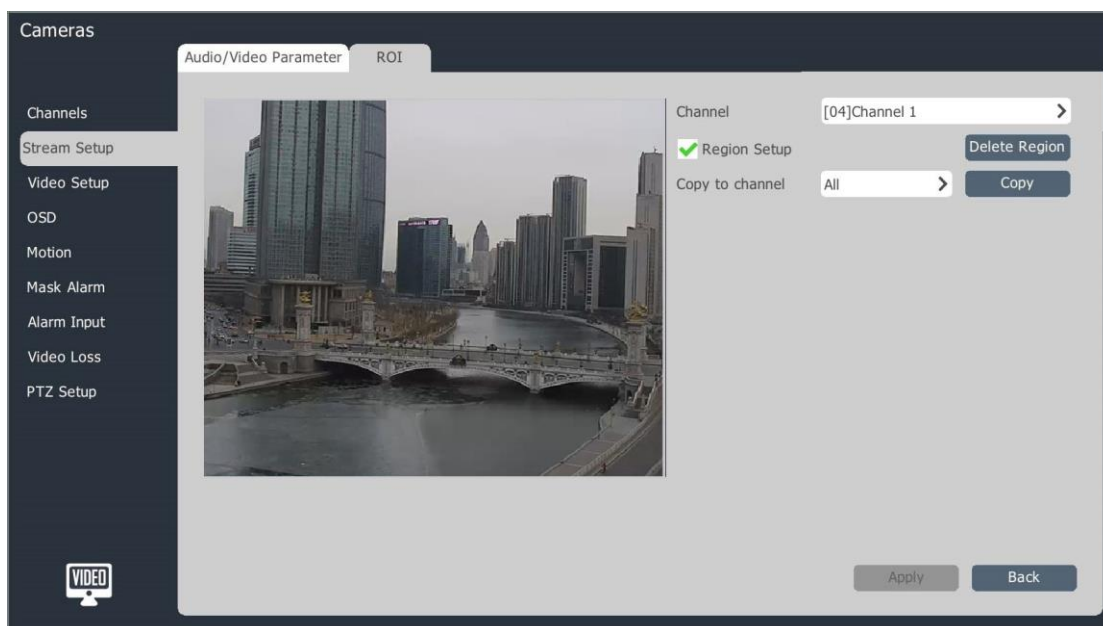 Cameras
Audio/Video Parameter ROI
Channels
Stream Setup
Video Setup
OSD
Motion
Mask Alarm
Alarm Input
Video Loss
PTZ Setup
VIDEO
Channel [04]Channel 1
Region Setup Delete Region
Copy to channel All Copy
Apply Back